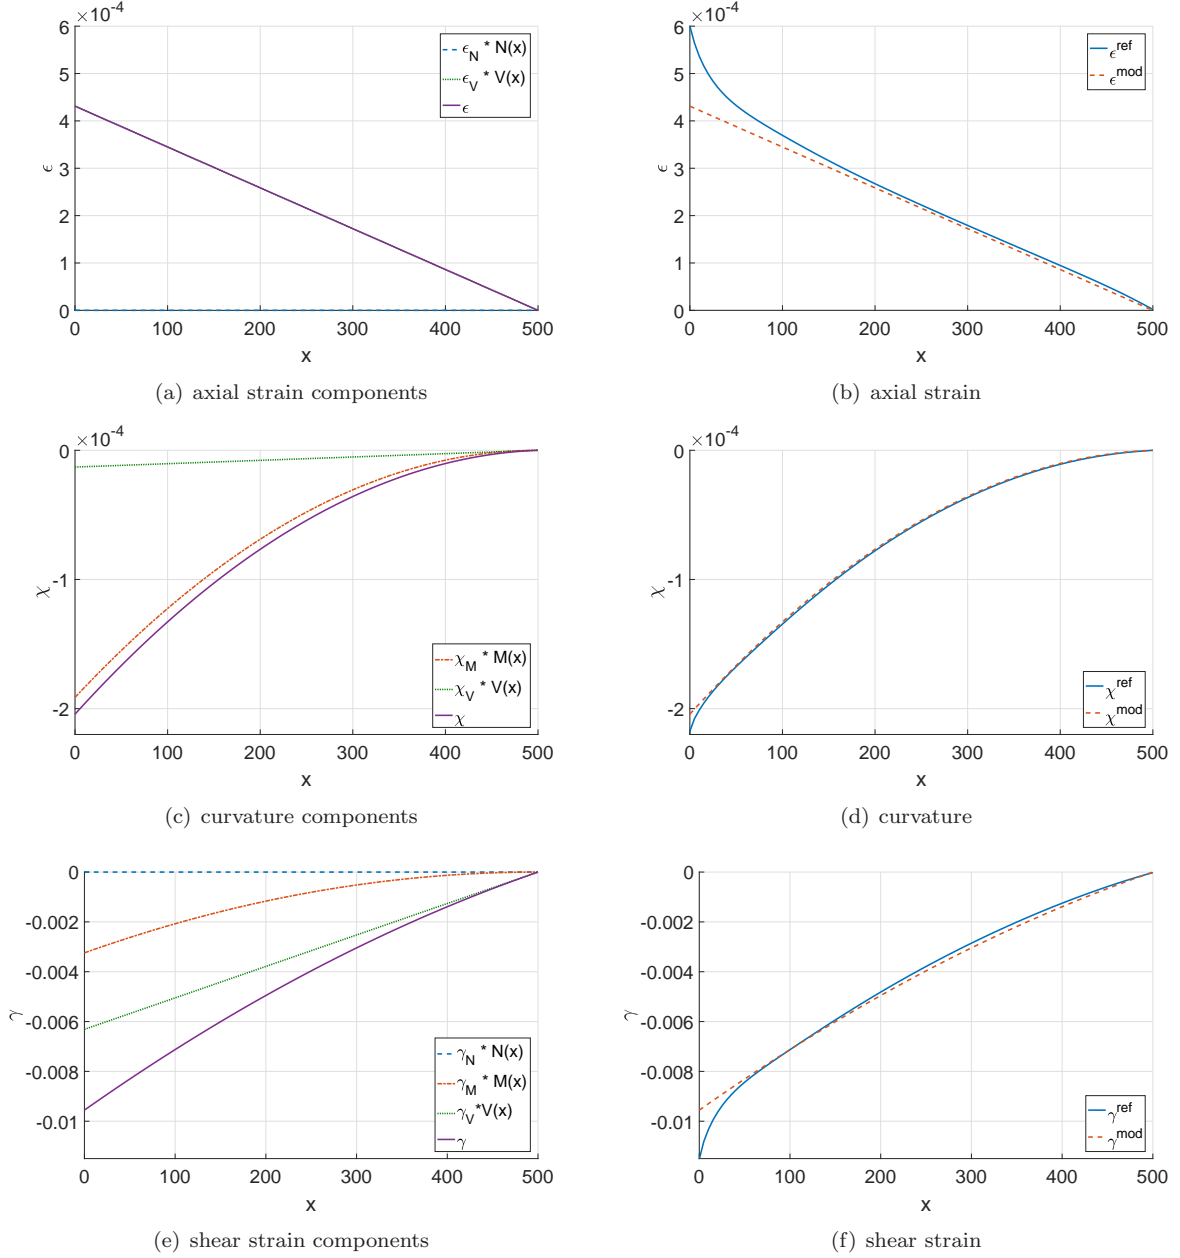 ×10⁻⁴
6
5
4
3
2
1
0
ϵ
0 100 200 300 400 500
x
ϵ_N * N(x)
ϵ_V * V(x)
ϵ
(a) axial strain components
×10⁻⁴
6
5
4
3
2
1
0
ϵ
0 100 200 300 400 500
x
ϵ^ref
ϵ^mod
(b) axial strain
×10⁻⁴
0
-1
-2
χ
0 100 200 300 400 500
x
χ_M * M(x)
χ_V * V(x)
χ
(c) curvature components
×10⁻⁴
0
-1
-2
χ
0 100 200 300 400 500
x
χ^ref
χ^mod
(d) curvature
0
-0.002
-0.004
-0.006
-0.008
-0.01
γ
0 100 200 300 400 500
x
γ_N * N(x)
γ_M * M(x)
γ_V*V(x)
γ
(e) shear strain components
0
-0.002
-0.004
-0.006
-0.008
-0.01
γ
0 100 200 300 400 500
x
γ^ref
γ^mod
(f) shear strain